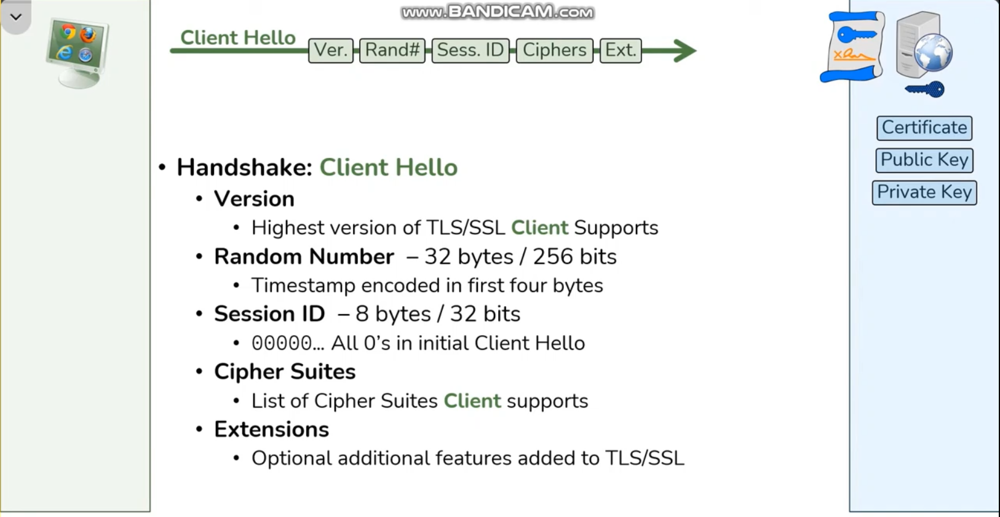 www.BANDICAM.com
Client Hello
Ver. Rand# Sess. ID Ciphers Ext.
Certificate
Public Key
Private Key
• Handshake: Client Hello
• Version
• Highest version of TLS/SSL Client Supports
• Random Number – 32 bytes / 256 bits
• Timestamp encoded in first four bytes
• Session ID – 8 bytes / 32 bits
• 00000… All 0's in initial Client Hello
• Cipher Suites
• List of Cipher Suites Client supports
• Extensions
• Optional additional features added to TLS/SSL